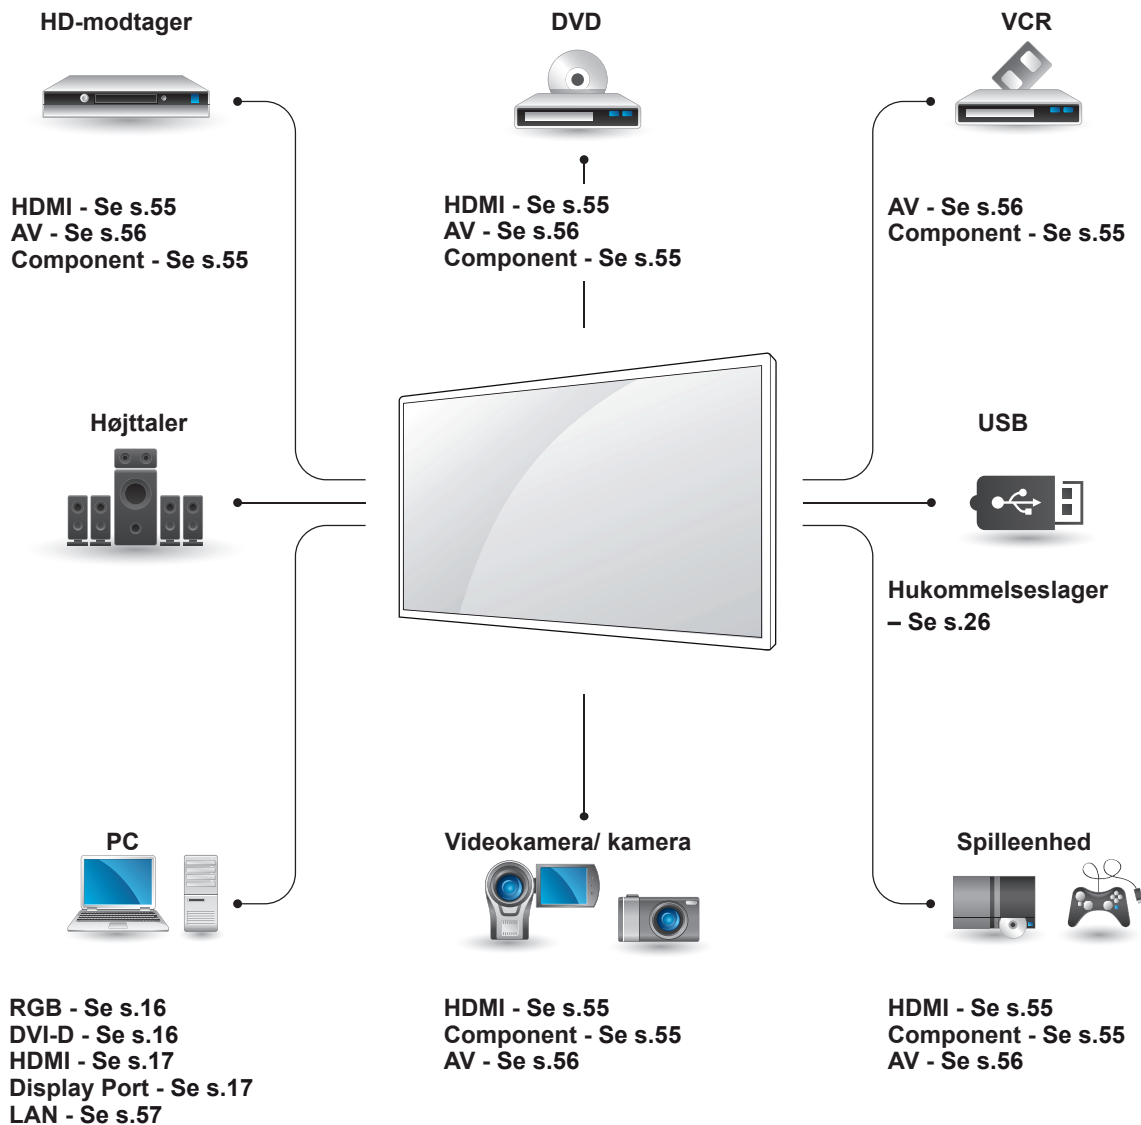 HD-modtager
HDMI - Se s.55
AV - Se s.56
Component - Se s.55
DVD
HDMI - Se s.55
AV - Se s.56
Component - Se s.55
VCR
AV - Se s.56
Component - Se s.55
Højttaler
USB
Hukommelseslager
– Se s.26
PC
RGB - Se s.16
DVI-D - Se s.16
HDMI - Se s.17
Display Port - Se s.17
LAN - Se s.57
Videokamera/ kamera
HDMI - Se s.55
Component - Se s.55
AV - Se s.56
Spilleenhed
HDMI - Se s.55
Component - Se s.55
AV - Se s.56